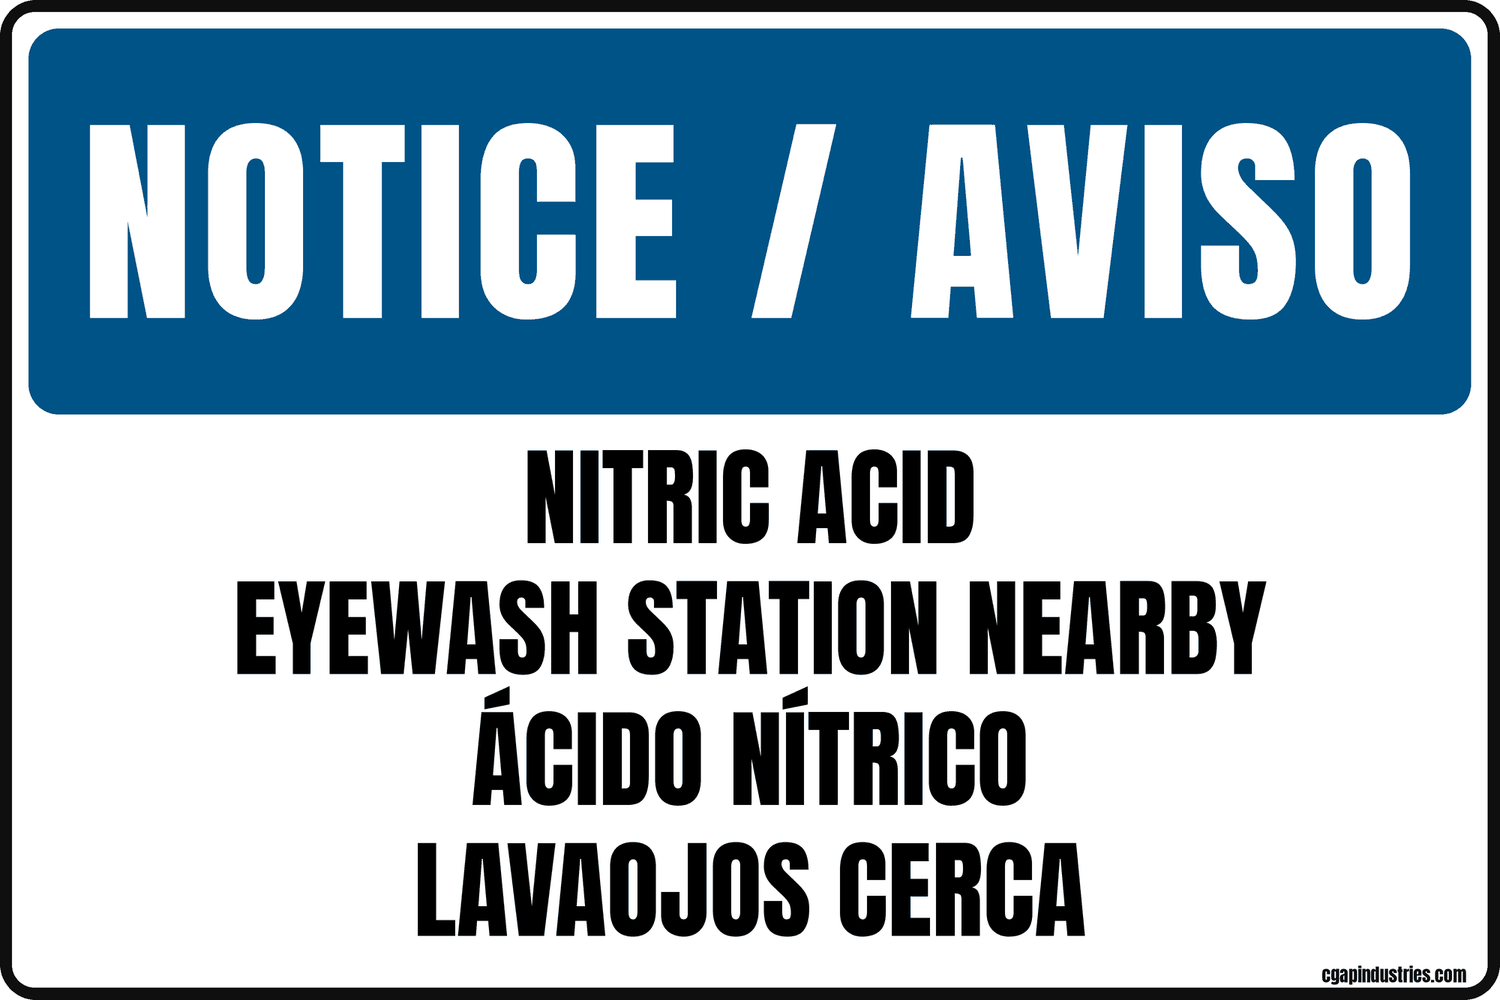 NOTICE / AVISO
NITRIC ACID
EYEWASH STATION NEARBY
ÁCIDO NÍTRICO
LAVAOJOS CERCA
cgapindustries.com